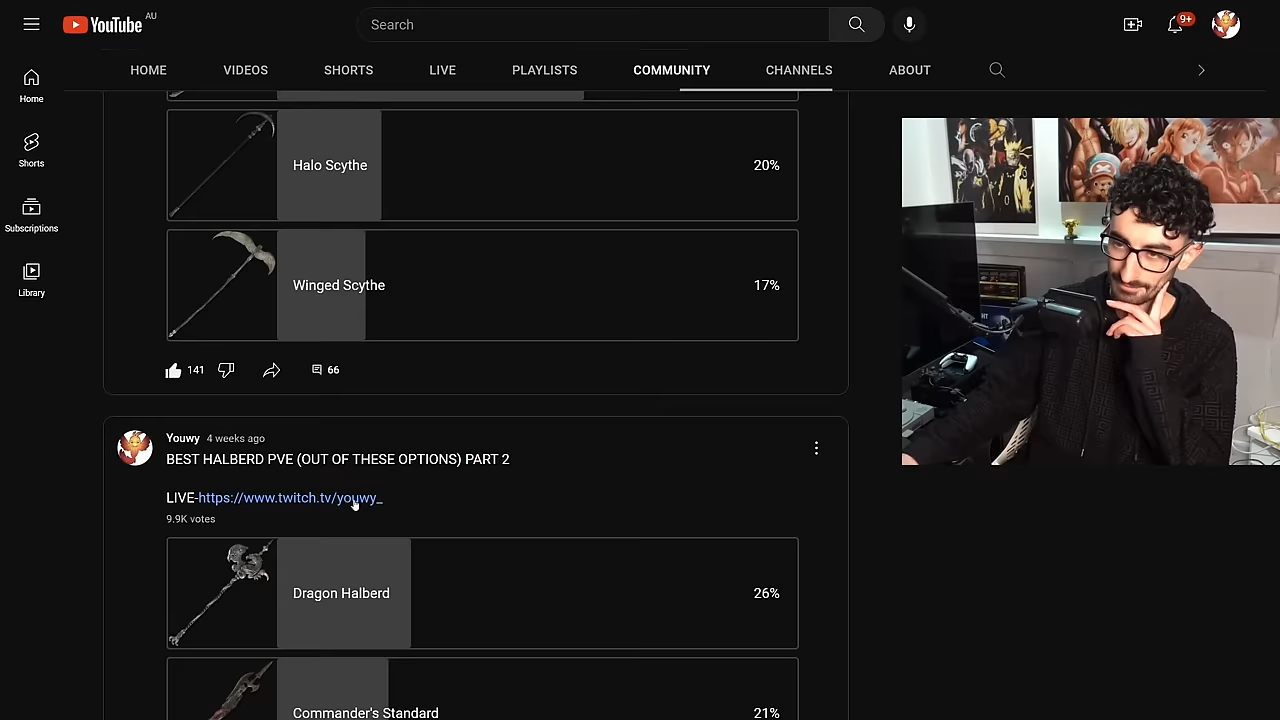 YouTube AU
Search
9+
HOME VIDEOS SHORTS LIVE PLAYLISTS COMMUNITY CHANNELS ABOUT
Home
Shorts
Subscriptions
Library
Halo Scythe 20%
Winged Scythe 17%
141 66
Youwy 4 weeks ago
BEST HALBERD PVE (OUT OF THESE OPTIONS) PART 2
LIVE-https://www.twitch.tv/youwy_
9.9K votes
Dragon Halberd 26%
Commander's Standard 21%